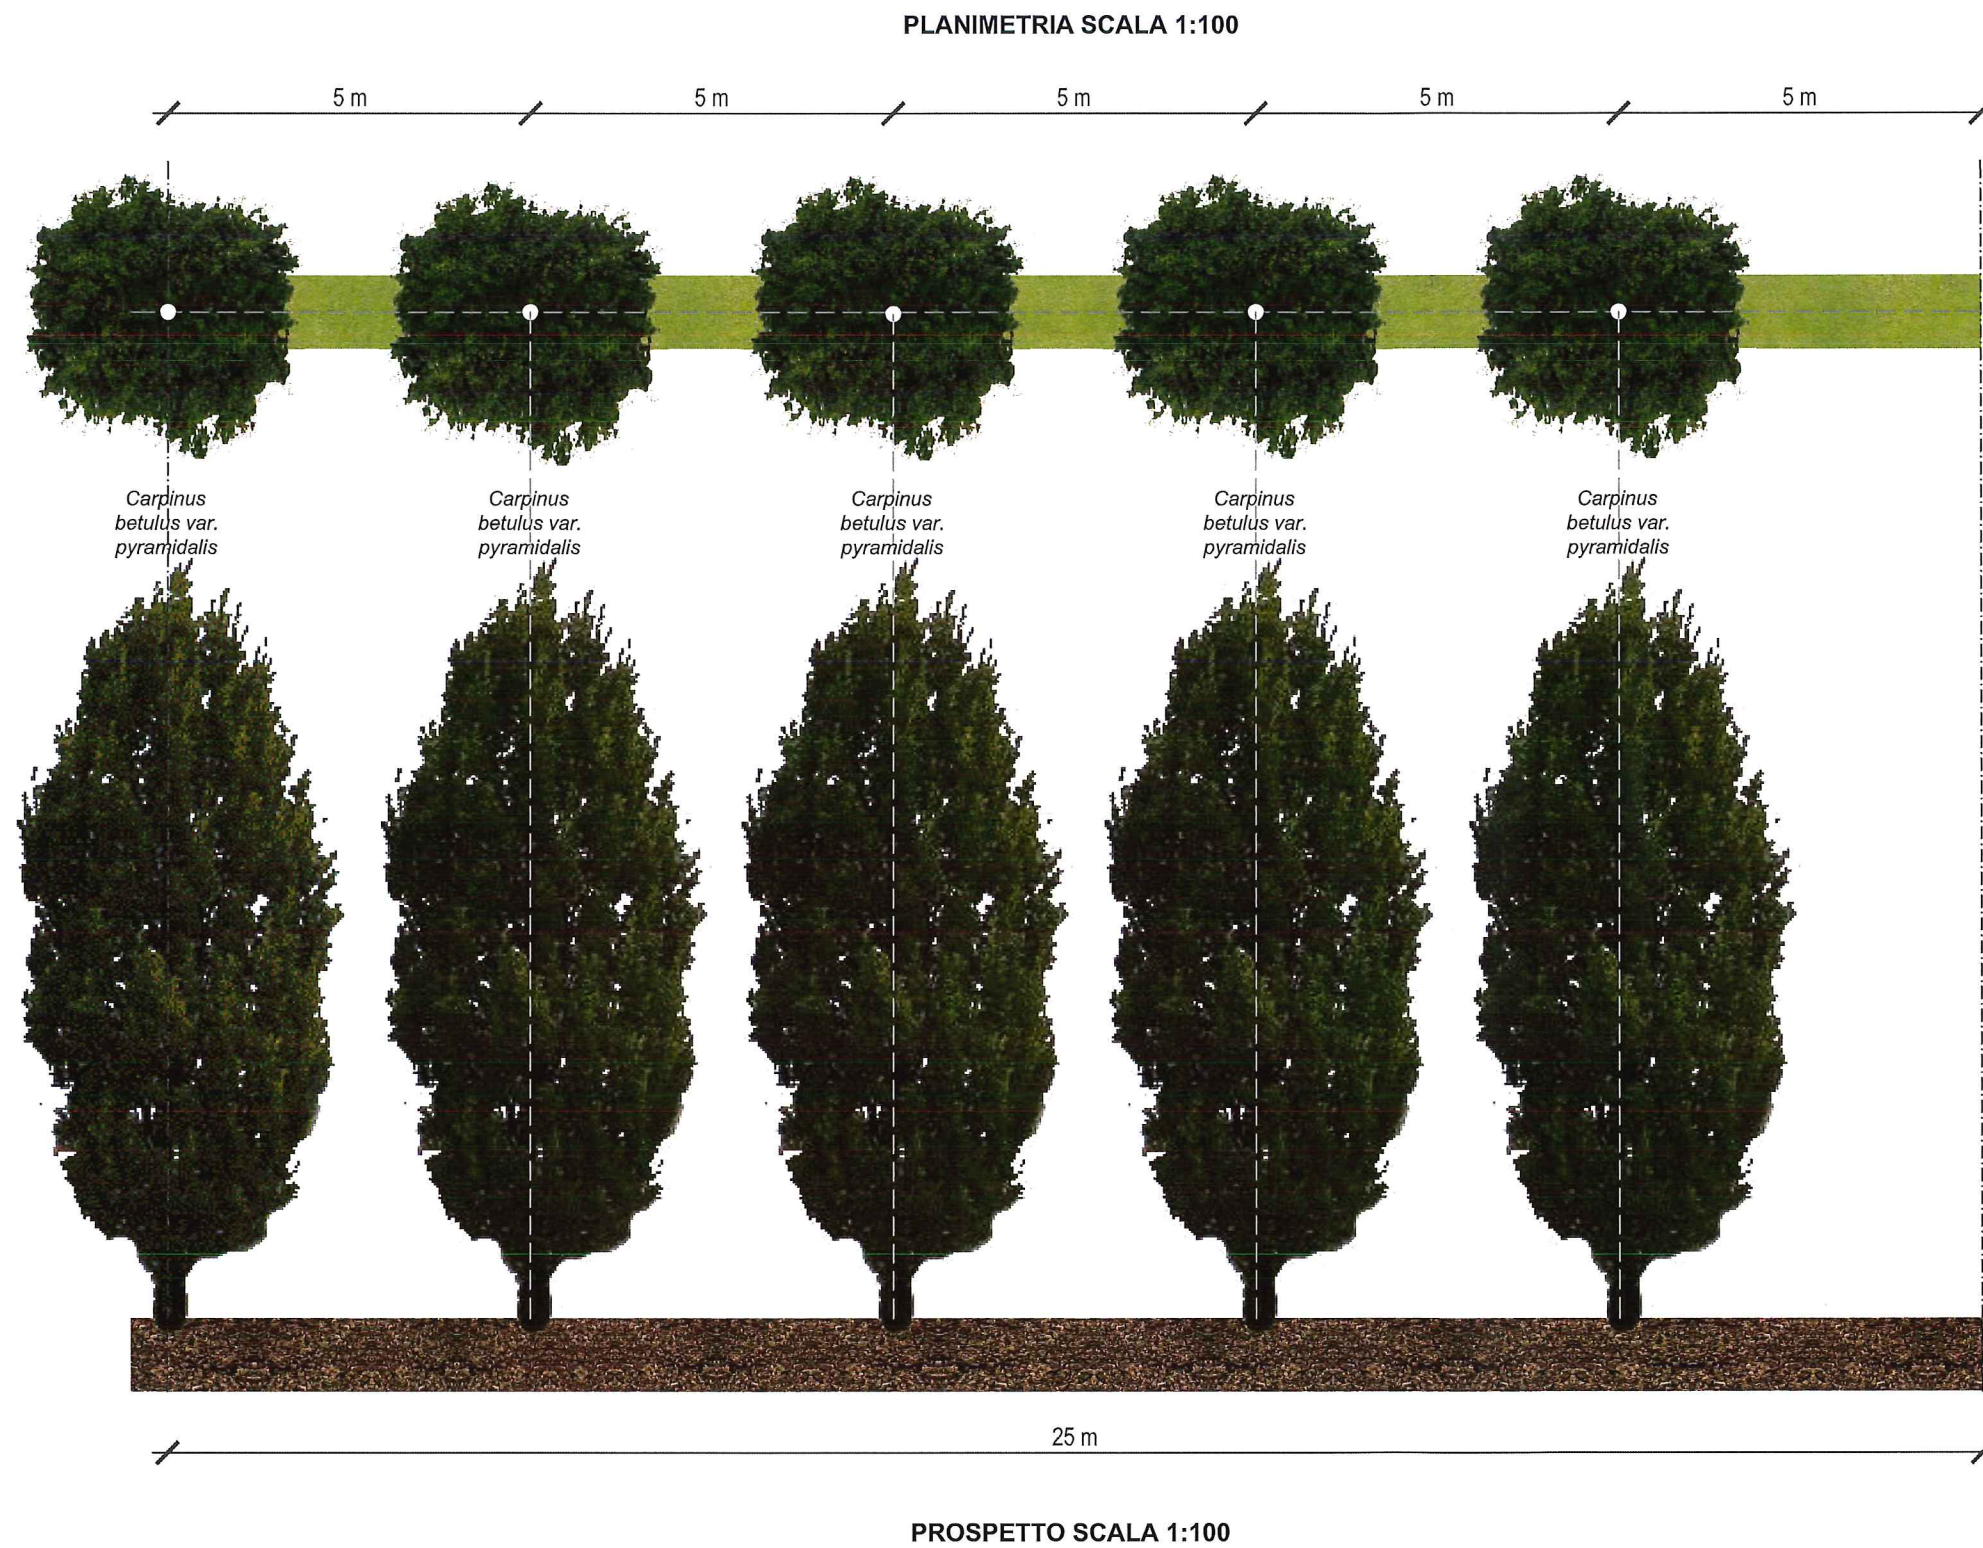 PLANIMETRIA SCALA 1:100
5 m 5 m 5 m 5 m 5 m
Carpinus
betulus var.
pyramidalis
Carpinus
betulus var.
pyramidalis
Carpinus
betulus var.
pyramidalis
Carpinus
betulus var.
pyramidalis
Carpinus
betulus var.
pyramidalis
25 m
PROSPETTO SCALA 1:100